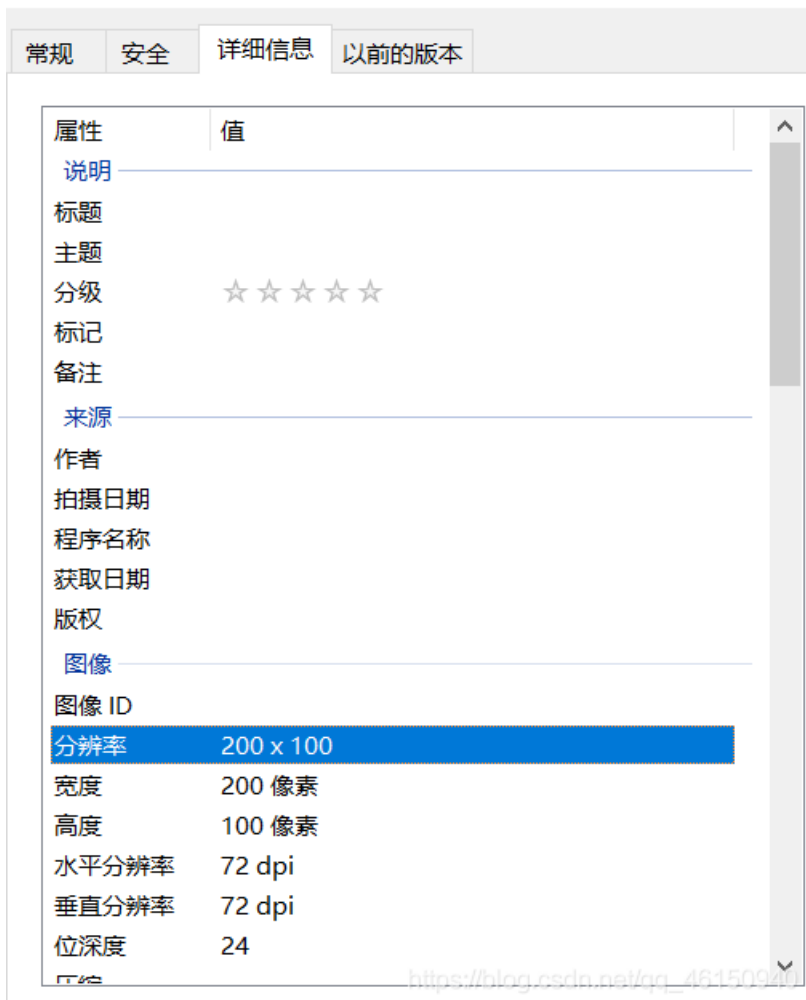 常规 安全 详细信息 以前的版本
属性 值
说明
标题
主题
分级
标记
备注
来源
作者
拍摄日期
程序名称
获取日期
版权
图像
图像 ID
分辨率 200 x 100
宽度 200 像素
高度 100 像素
水平分辨率 72 dpi
垂直分辨率 72 dpi
位深度 24
https://blog.csdn.net/qq_46150940